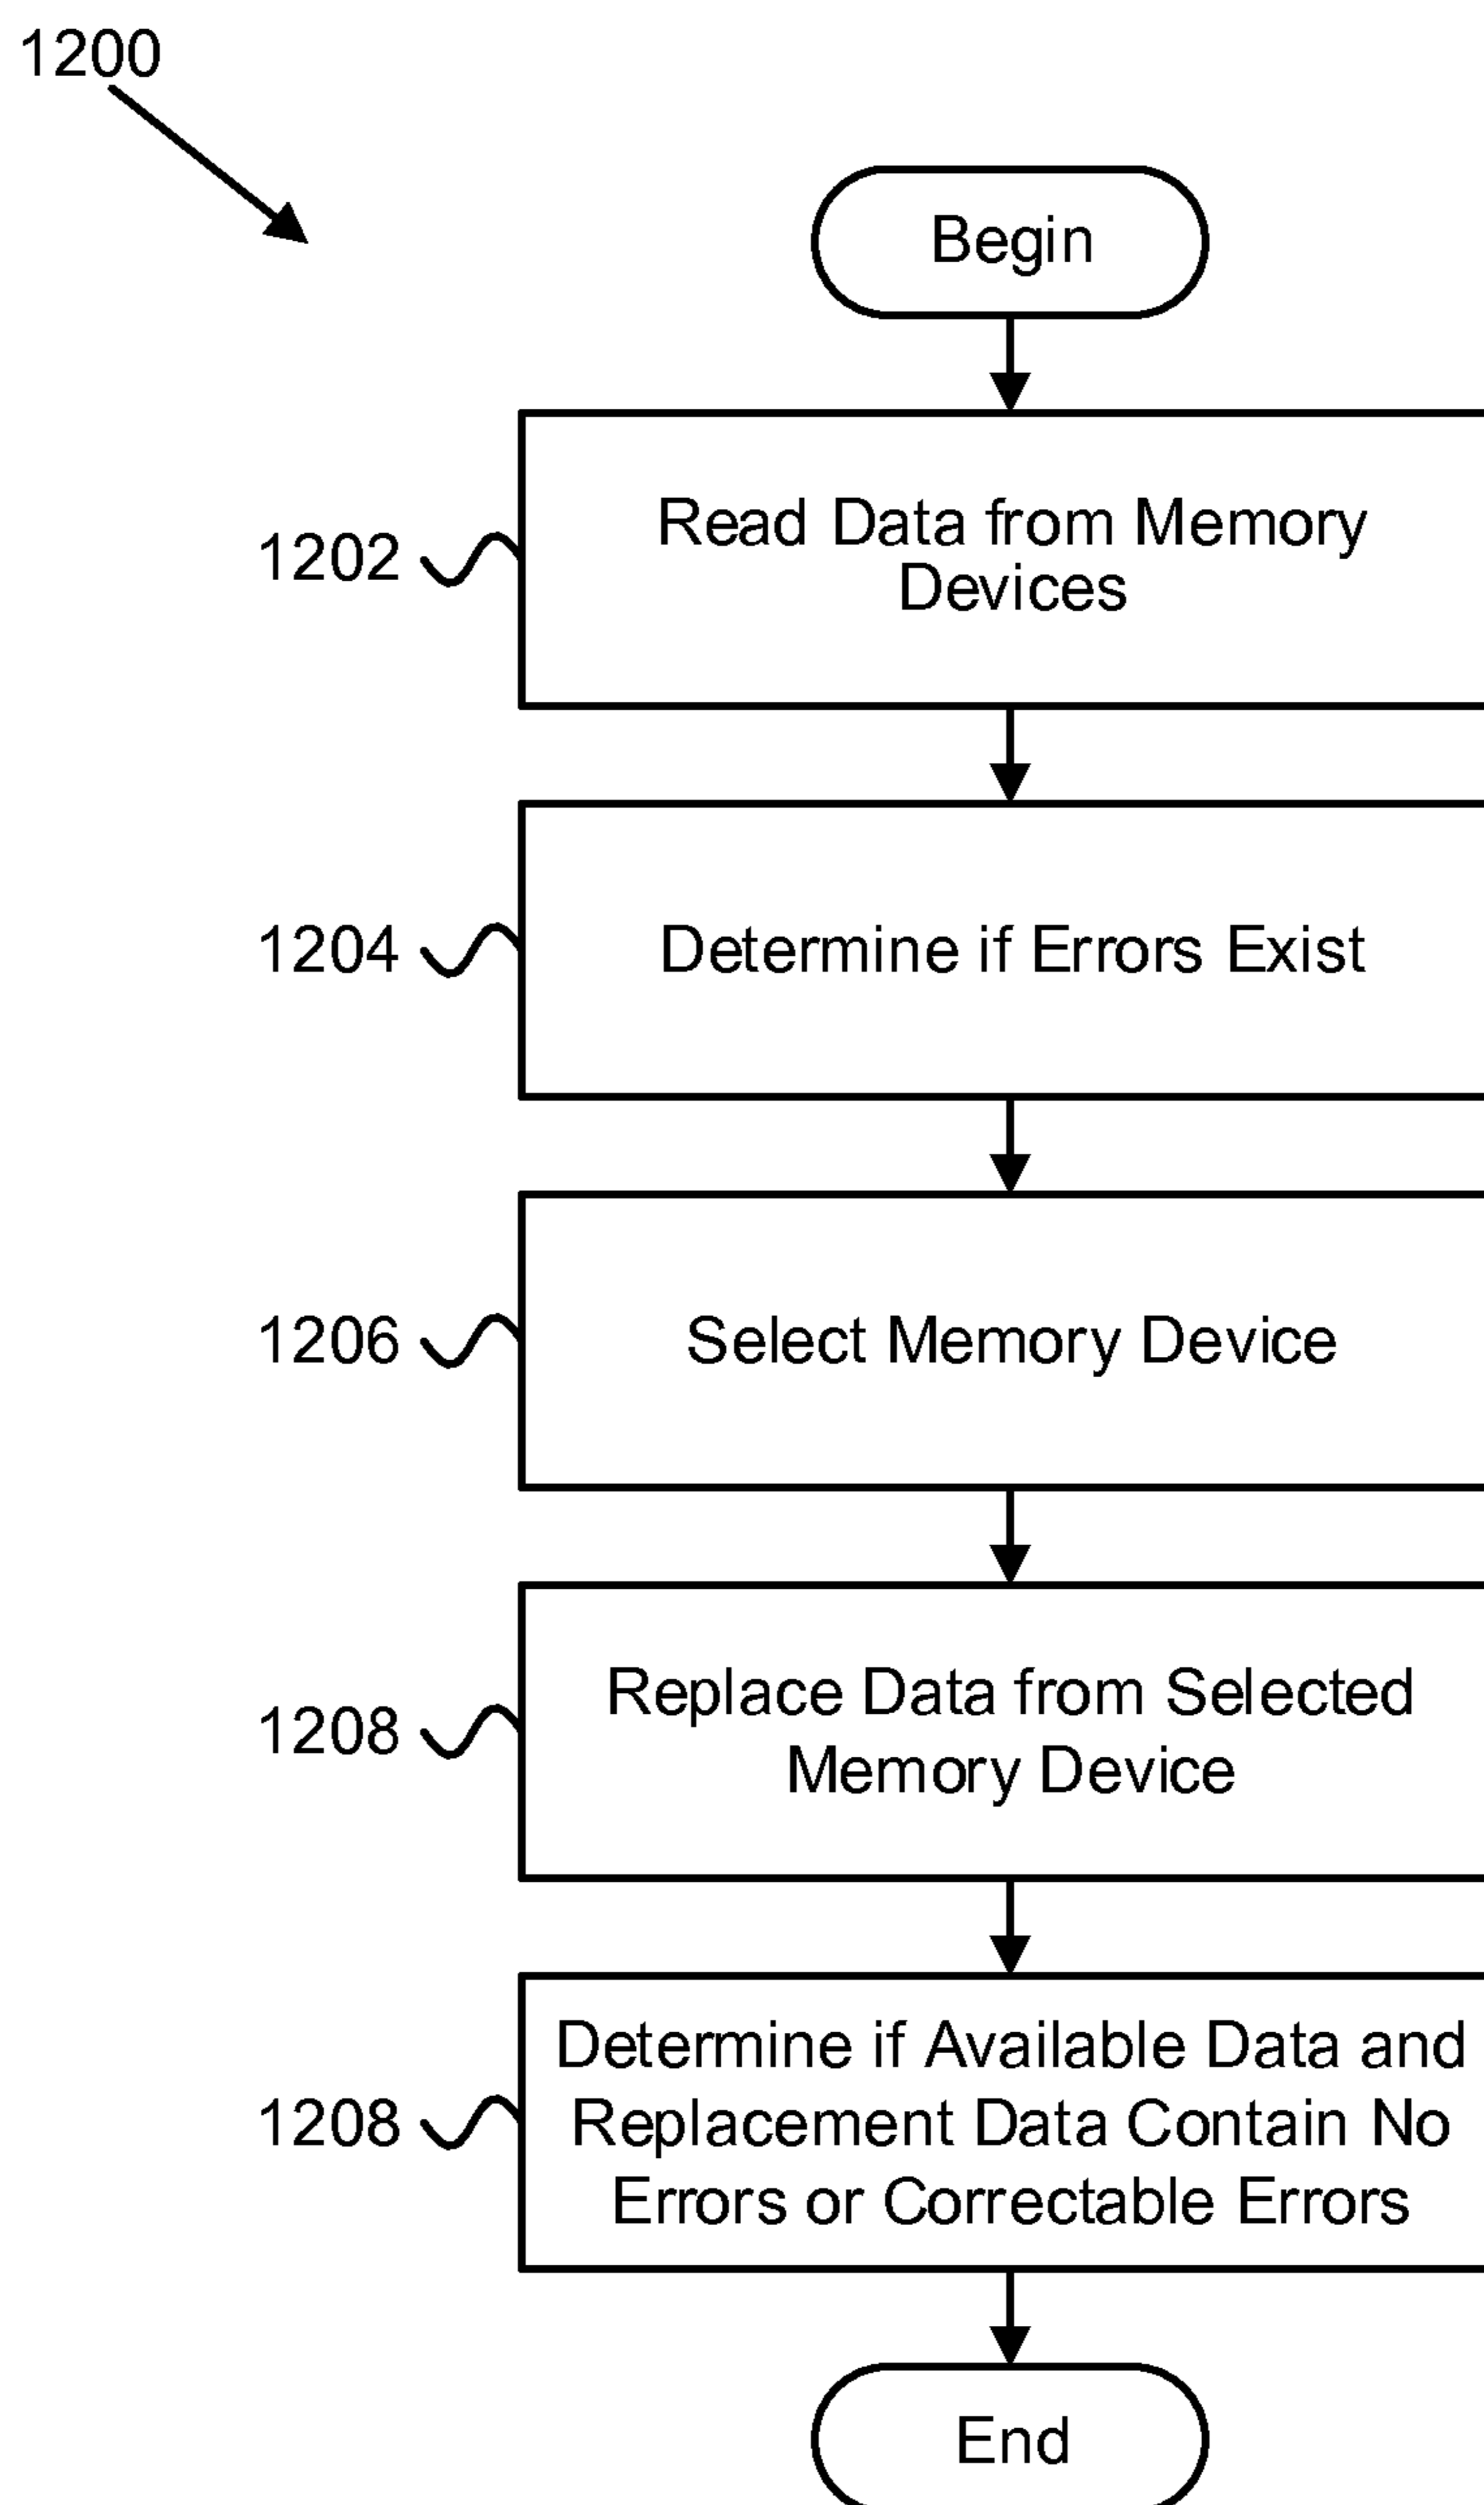 1200
Begin
1202
Read Data from Memory
Devices
1204
Determine if Errors Exist
1206
Select Memory Device
1208
Replace Data from Selected
Memory Device
1208
Determine if Available Data and
Replacement Data Contain No
Errors or Correctable Errors
End